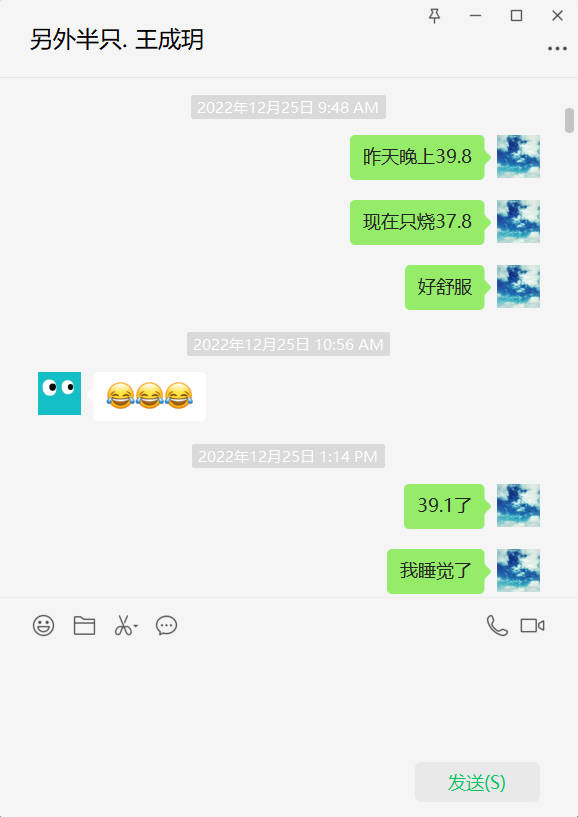 另外半只. 王成玥
2022年12月25日 9:48 AM
昨天晚上39.8
现在只烧37.8
好舒服
2022年12月25日 10:56 AM
😂😂😂
2022年12月25日 1:14 PM
39.1了
我睡觉了
发送(S)